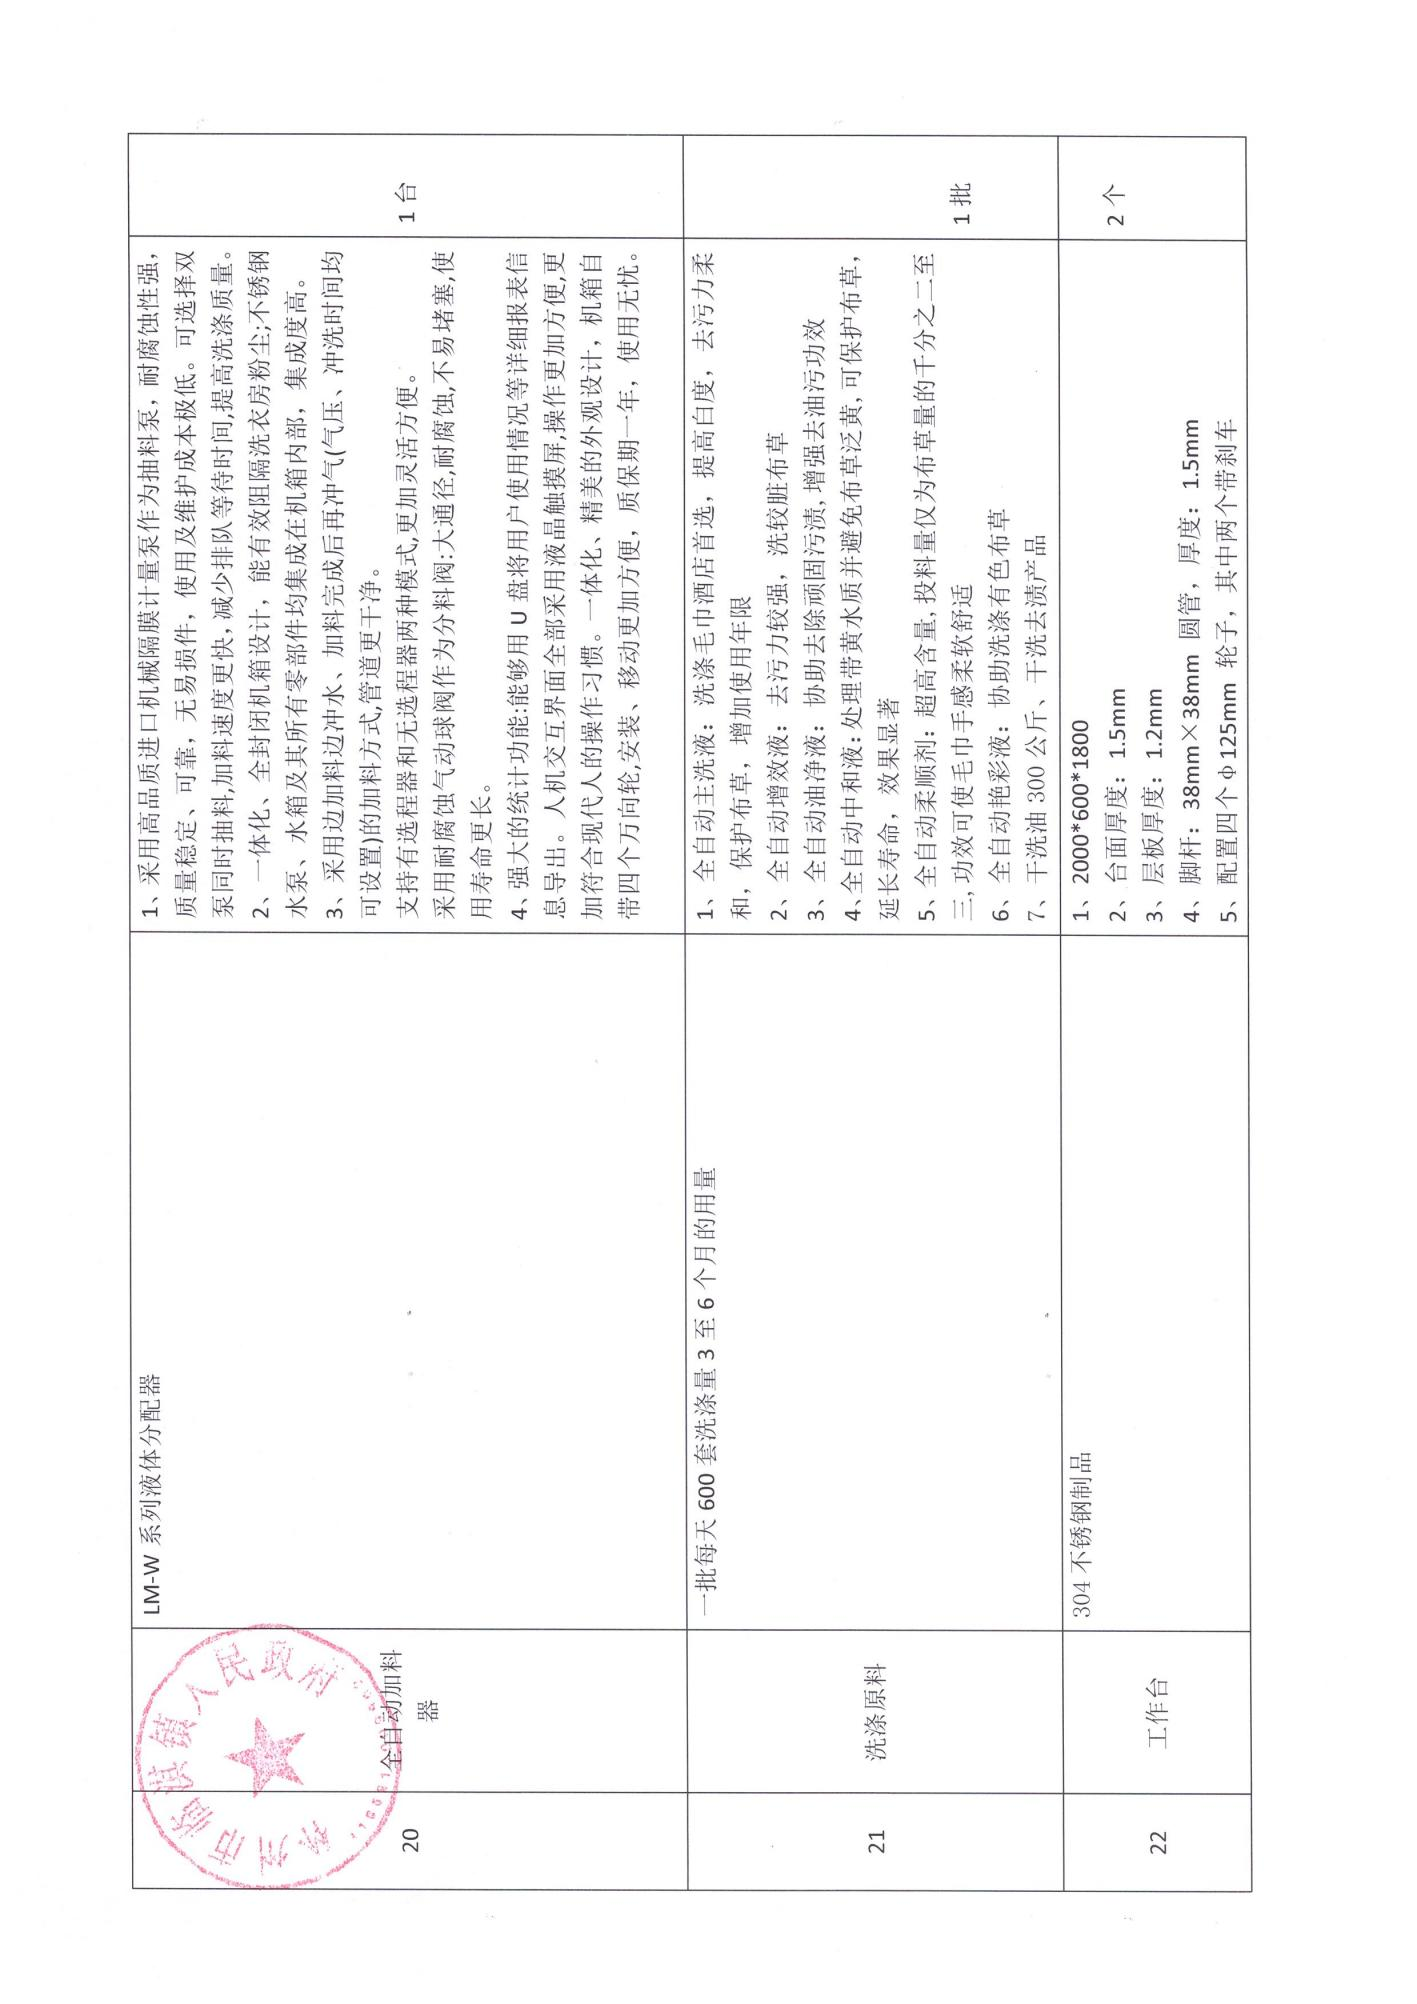 20
全自动加料
器
LM-W 系列液体分配器
1、采用高品质进口机械隔膜计量泵作为抽料泵，耐腐蚀性强，
质量稳定、可靠，无易损件，使用及维护成本极低。可选择双
泵同时抽料,加料速度更快，减少排队等待时间,提高洗涤质量。
2、一体化、全封闭机箱设计，能有效阻隔洗衣房粉尘;不锈钢
水泵、水箱及其所有零部件均集成在机箱内部，集成度高。
3、采用边加料边冲水、加料完成后再冲气(气压、冲洗时间均
可设置)的加料方式,管道更干净。
支持有选程器和无选程器两种模式,更加灵活方便。
采用耐腐蚀气动球阀作为分料阀:大通径,耐腐蚀,不易堵塞,使
用寿命更长。
4、强大的统计功能:能够用 U 盘将用户使用情况等详细报表信
息导出。人机交互界面全部采用液晶触摸屏,操作更加方便,更
加符合现代人的操作习惯。一体化、精美的外观设计，机箱自
带四个万向轮,安装、移动更加方便，质保期一年，使用无忧。
1 台
21
洗涤原料
一批每天 600 套洗涤量 3 至 6 个月的用量
1、全自动主洗液：洗涤毛巾酒店首选，提高白度，去污力柔
和，保护布草，增加使用年限
2、全自动增效液：去污力较强，洗较脏布草
3、全自动油净液：协助去除顽固污渍,增强去油污功效
4、全自动中和液:处理带黄水质并避免布草泛黄,可保护布草，
延长寿命，效果显著
5、全自动柔顺剂：超高含量,投料量仅为布草量的千分之二至
三,功效可使毛巾手感柔软舒适
6、全自动艳彩液：协助洗涤有色布草
7、干洗油 300 公斤、干洗去渍产品
1 批
22
工作台
304 不锈钢制品
1、2000*600*1800
2、台面厚度：1.5mm
3、层板厚度：1.2mm
4、脚杆：38mm×38mm 圆管，厚度：1.5mm
5、配置四个φ125mm 轮子，其中两个带刹车
2 个